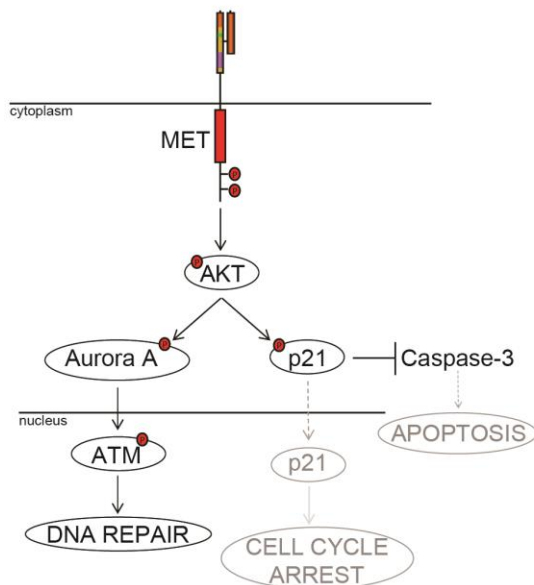 cytoplasm
MET
P
P
P
AKT
P
Aurora A
P
p21
Caspase-3
nucleus
P
ATM
p21
APOPTOSIS
DNA REPAIR
CELL CYCLE
ARREST